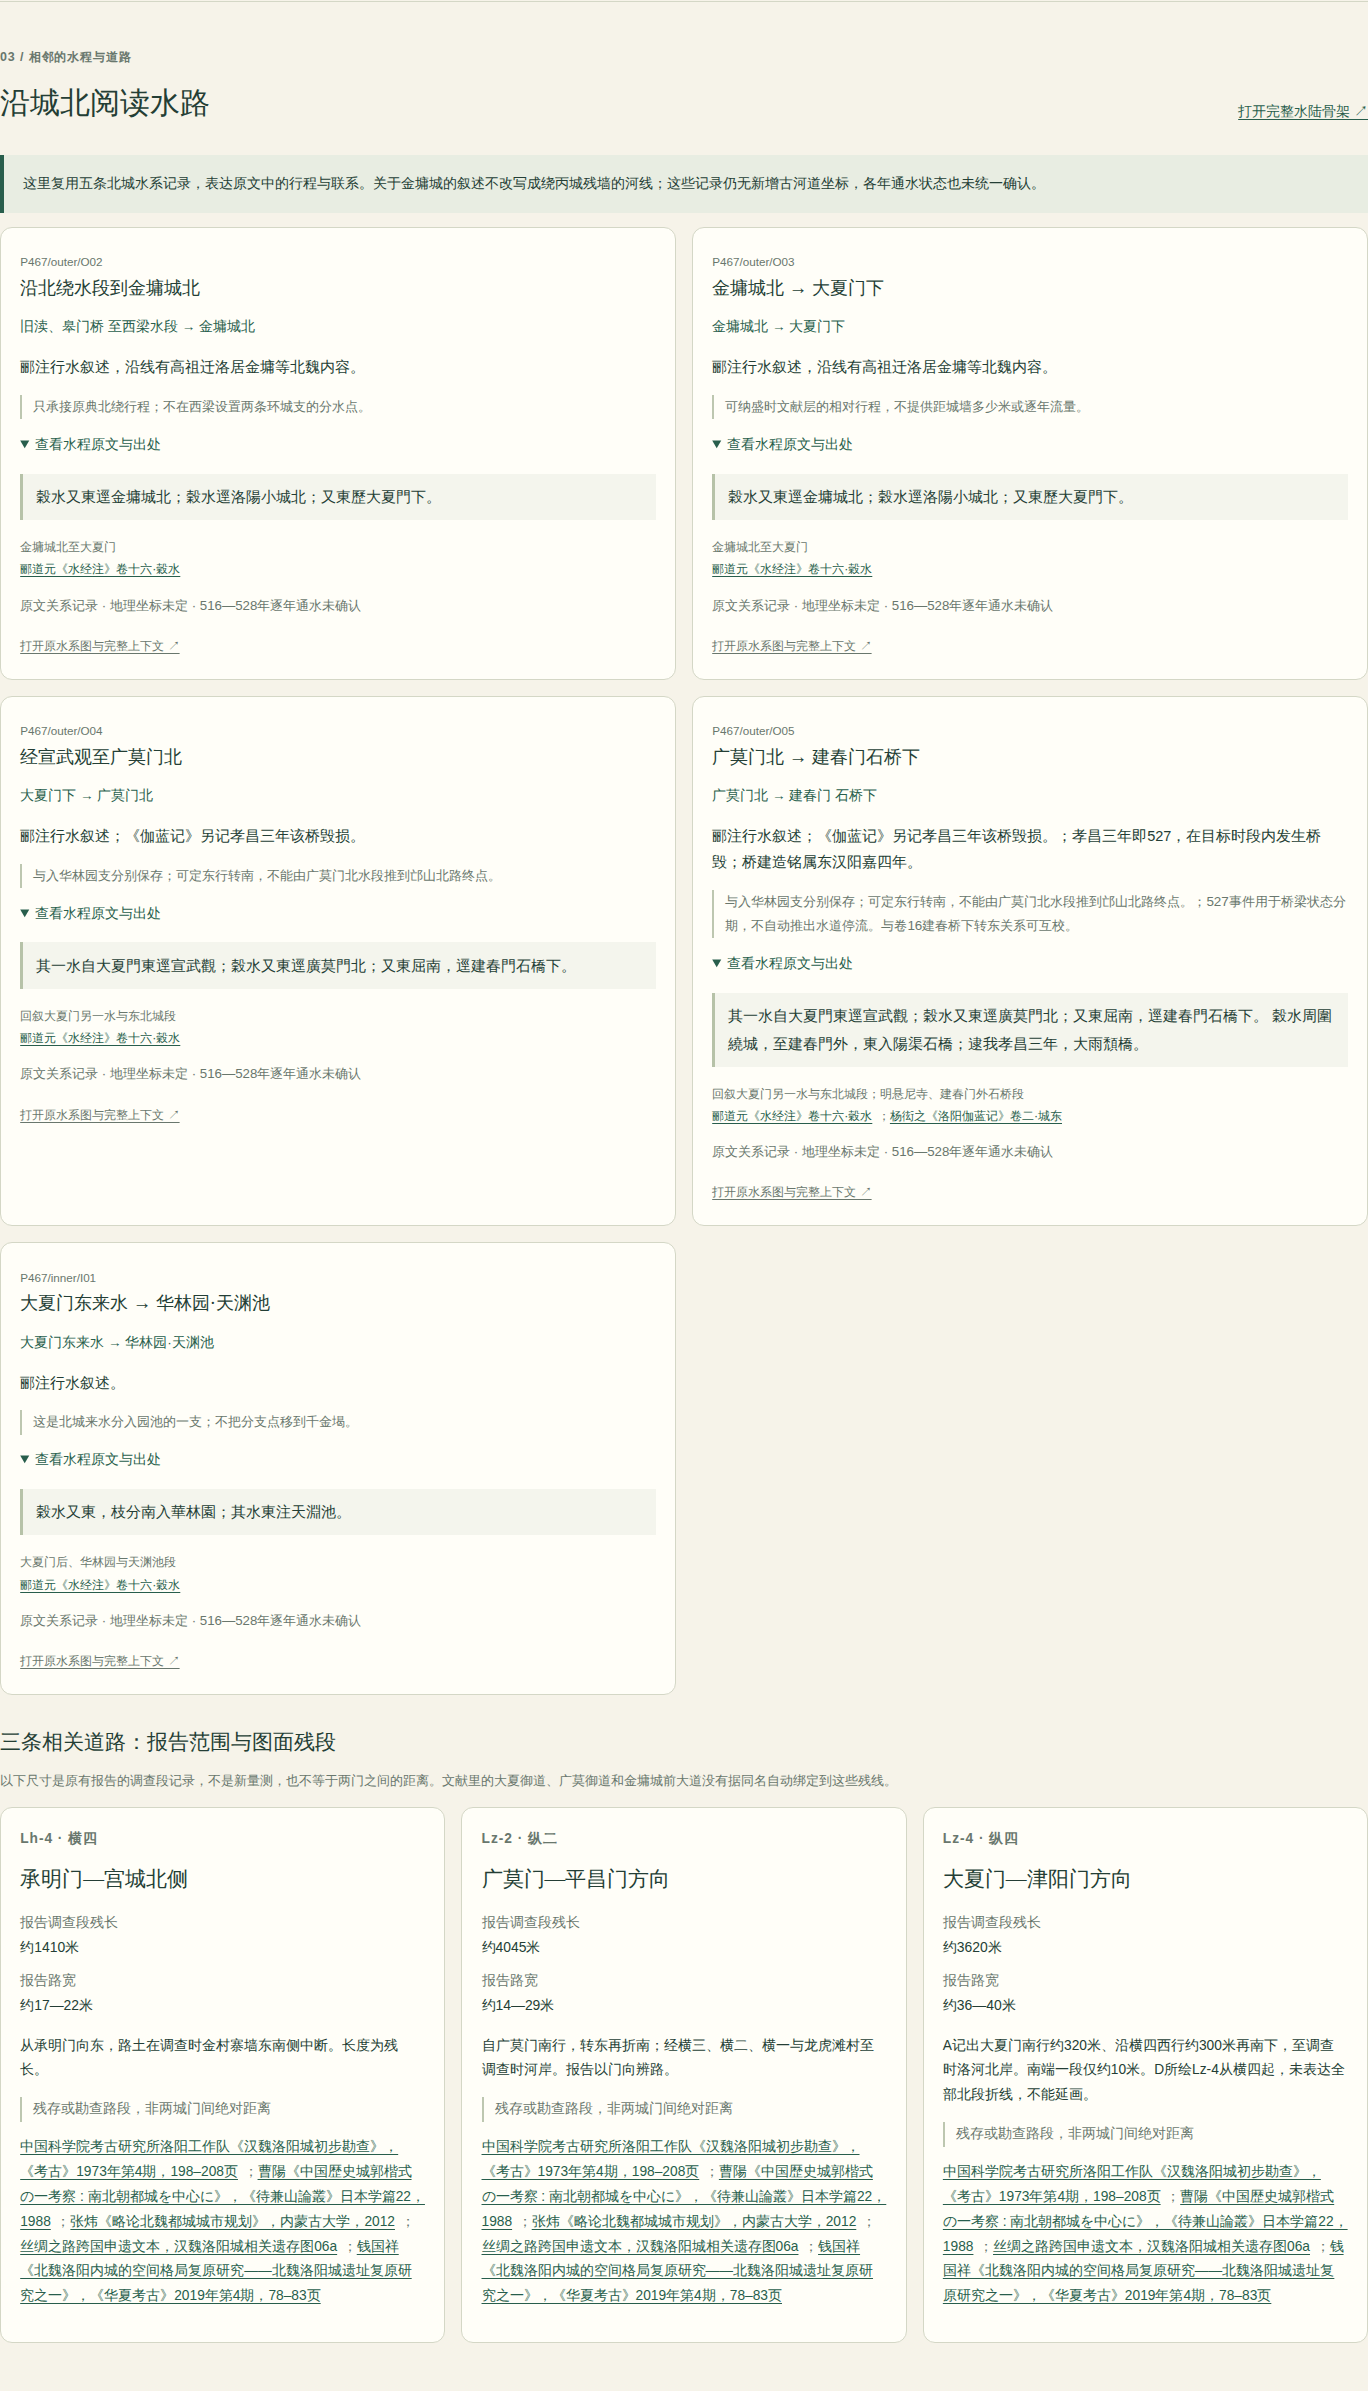 03 / 相邻的水程与道路
沿城北阅读水路
打开完整水陆骨架 ↗
这里复用五条北城水系记录，表达原文中的行程与联系。关于金墉城的叙述不改写成绕丙城残墙的河线；这些记录仍无新增古河道坐标，各年通水状态也未统一确认。
P467/outer/O02
沿北绕水段到金墉城北
旧渎、皋门桥 至西梁水段 → 金墉城北
郦注行水叙述，沿线有高祖迁洛居金墉等北魏内容。
只承接原典北绕行程；不在西梁设置两条环城支的分水点。
▼ 查看水程原文与出处
穀水又東逕金墉城北；穀水逕洛陽小城北；又東歷大夏門下。
金墉城北至大夏门
郦道元《水经注》卷十六·穀水
原文关系记录 · 地理坐标未定 · 516—528年逐年通水未确认
打开原水系图与完整上下文 ↗
P467/outer/O03
金墉城北 → 大夏门下
金墉城北 → 大夏门下
郦注行水叙述，沿线有高祖迁洛居金墉等北魏内容。
可纳盛时文献层的相对行程，不提供距城墙多少米或逐年流量。
▼ 查看水程原文与出处
穀水又東逕金墉城北；穀水逕洛陽小城北；又東歷大夏門下。
金墉城北至大夏门
郦道元《水经注》卷十六·穀水
原文关系记录 · 地理坐标未定 · 516—528年逐年通水未确认
打开原水系图与完整上下文 ↗
P467/outer/O04
经宣武观至广莫门北
大夏门下 → 广莫门北
郦注行水叙述；《伽蓝记》另记孝昌三年该桥毁损。
与入华林园支分别保存；可定东行转南，不能由广莫门北水段推到邙山北路终点。
▼ 查看水程原文与出处
其一水自大夏門東逕宣武觀；穀水又東逕廣莫門北；又東屈南，逕建春門石橋下。
回叙大夏门另一水与东北城段
郦道元《水经注》卷十六·穀水
原文关系记录 · 地理坐标未定 · 516—528年逐年通水未确认
打开原水系图与完整上下文 ↗
P467/outer/O05
广莫门北 → 建春门石桥下
广莫门北 → 建春门 石桥下
郦注行水叙述；《伽蓝记》另记孝昌三年该桥毁损。；孝昌三年即527，在目标时段内发生桥
毁；桥建造铭属东汉阳嘉四年。
与入华林园支分别保存；可定东行转南，不能由广莫门北水段推到邙山北路终点。；527事件用于桥梁状态分
期，不自动推出水道停流。与卷16建春桥下转东关系可互校。
▼ 查看水程原文与出处
其一水自大夏門東逕宣武觀；穀水又東逕廣莫門北；又東屈南，逕建春門石橋下。 穀水周圍
繞城，至建春門外，東入陽渠石橋；逮我孝昌三年，大雨頹橋。
回叙大夏门另一水与东北城段；明悬尼寺、建春门外石桥段
郦道元《水经注》卷十六·穀水 ；杨衒之《洛阳伽蓝记》卷二·城东
原文关系记录 · 地理坐标未定 · 516—528年逐年通水未确认
打开原水系图与完整上下文 ↗
P467/inner/I01
大夏门东来水 → 华林园·天渊池
大夏门东来水 → 华林园·天渊池
郦注行水叙述。
这是北城来水分入园池的一支；不把分支点移到千金堨。
▼ 查看水程原文与出处
穀水又東，枝分南入華林園；其水東注天淵池。
大夏门后、华林园与天渊池段
郦道元《水经注》卷十六·穀水
原文关系记录 · 地理坐标未定 · 516—528年逐年通水未确认
打开原水系图与完整上下文 ↗
三条相关道路：报告范围与图面残段
以下尺寸是原有报告的调查段记录，不是新量测，也不等于两门之间的距离。文献里的大夏御道、广莫御道和金墉城前大道没有据同名自动绑定到这些残线。
Lh-4 · 横四
承明门—宫城北侧
报告调查段残长
约1410米
报告路宽
约17—22米
从承明门向东，路土在调查时金村寨墙东南侧中断。长度为残
长。
残存或勘查路段，非两城门间绝对距离
中国科学院考古研究所洛阳工作队《汉魏洛阳城初步勘查》，
《考古》1973年第4期，198–208页 ；曹陽《中国歴史城郭楷式
の一考察 : 南北朝都城を中心に》，《待兼山論叢》日本学篇22，
1988 ；张炜《略论北魏都城城市规划》，内蒙古大学，2012 ；
丝绸之路跨国申遗文本，汉魏洛阳城相关遗存图06a ；钱国祥
《北魏洛阳内城的空间格局复原研究——北魏洛阳城遗址复原研
究之一》，《华夏考古》2019年第4期，78–83页
Lz-2 · 纵二
广莫门—平昌门方向
报告调查段残长
约4045米
报告路宽
约14—29米
自广莫门南行，转东再折南；经横三、横二、横一与龙虎滩村至
调查时河岸。报告以门向辨路。
残存或勘查路段，非两城门间绝对距离
中国科学院考古研究所洛阳工作队《汉魏洛阳城初步勘查》，
《考古》1973年第4期，198–208页 ；曹陽《中国歴史城郭楷式
の一考察 : 南北朝都城を中心に》，《待兼山論叢》日本学篇22，
1988 ；张炜《略论北魏都城城市规划》，内蒙古大学，2012 ；
丝绸之路跨国申遗文本，汉魏洛阳城相关遗存图06a ；钱国祥
《北魏洛阳内城的空间格局复原研究——北魏洛阳城遗址复原研
究之一》，《华夏考古》2019年第4期，78–83页
Lz-4 · 纵四
大夏门—津阳门方向
报告调查段残长
约3620米
报告路宽
约36—40米
A记出大夏门南行约320米、沿横四西行约300米再南下，至调查
时洛河北岸。南端一段仅约10米。D所绘Lz-4从横四起，未表达全
部北段折线，不能延画。
残存或勘查路段，非两城门间绝对距离
中国科学院考古研究所洛阳工作队《汉魏洛阳城初步勘查》，
《考古》1973年第4期，198–208页 ；曹陽《中国歴史城郭楷式
の一考察 : 南北朝都城を中心に》，《待兼山論叢》日本学篇22，
1988 ；丝绸之路跨国申遗文本，汉魏洛阳城相关遗存图06a ；钱
国祥《北魏洛阳内城的空间格局复原研究——北魏洛阳城遗址复
原研究之一》，《华夏考古》2019年第4期，78–83页